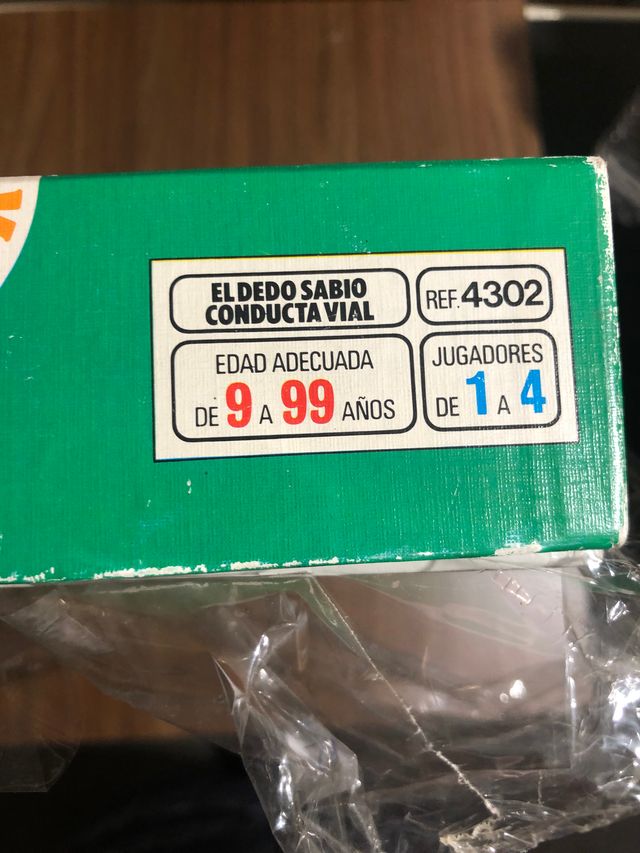 EL DEDO SABIO
CONDUCTA VIAL
REF. 4302
EDAD ADECUADA
DE 9 A 99 AÑOS
JUGADORES
DE 1 A 4